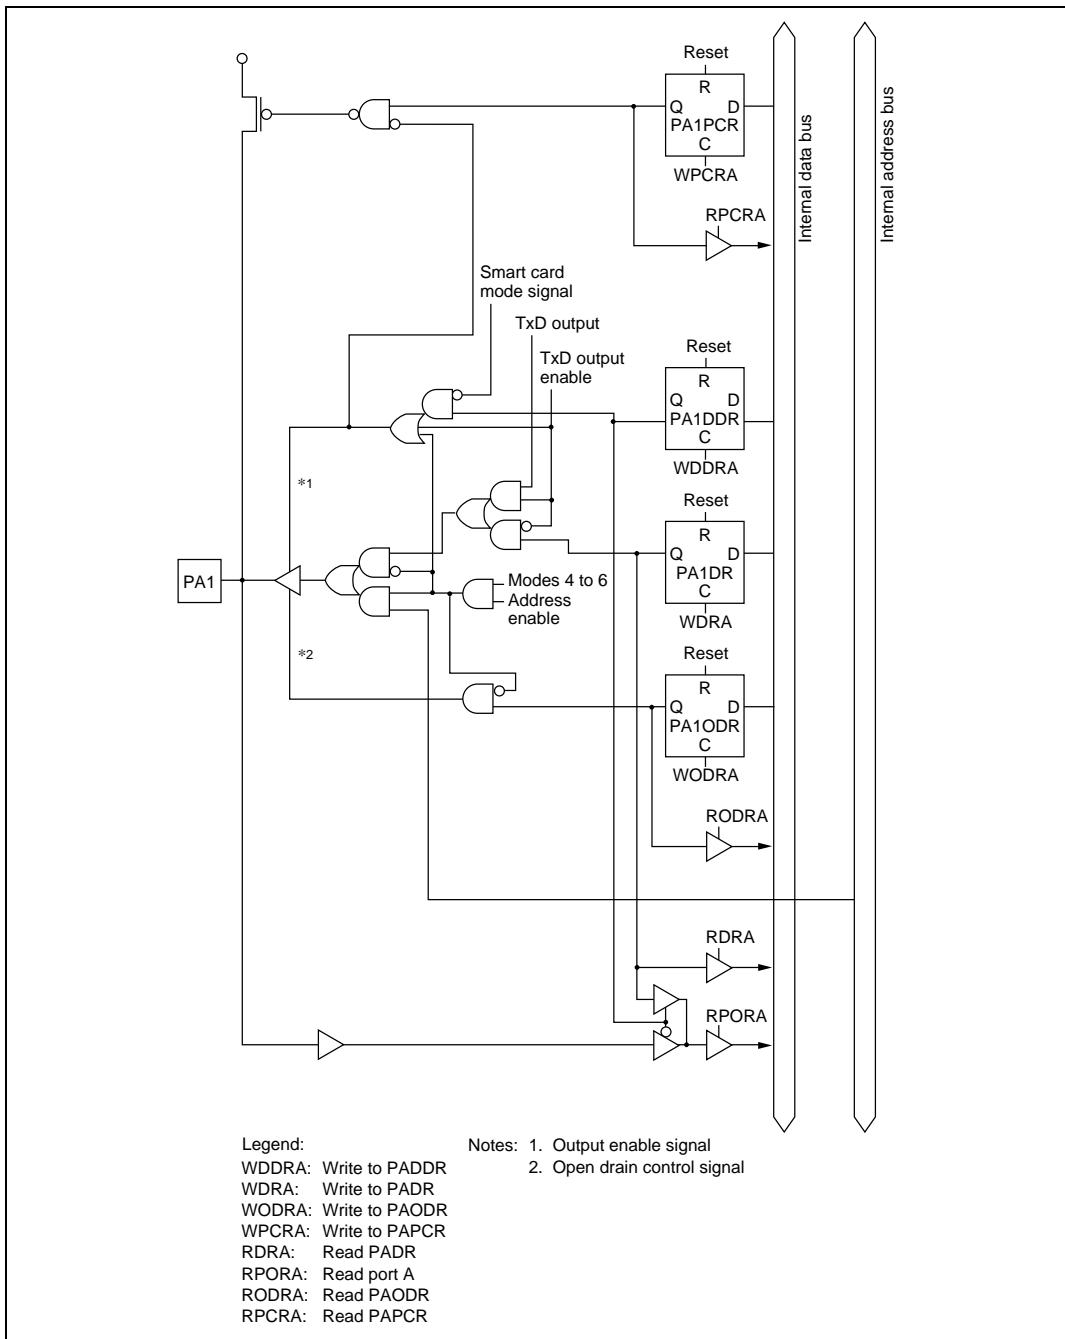 Reset
R
Q D
PA1PCR
C
WPCRA
RPCRA
Internal data bus
Internal address bus
Smart card
mode signal
TxD output
TxD output
enable
Reset
R
Q D
PA1DDR
C
WDDRA
*1
Reset
R
Q D
PA1DR
C
WDRA
PA1
Modes 4 to 6
Address
enable
*2
Reset
R
Q D
PA1ODR
C
WODRA
RODRA
RDRA
RPORA
Legend:
WDDRA: Write to PADDR
WDRA: Write to PADR
WODRA: Write to PAODR
WPCRA: Write to PAPCR
RDRA: Read PADR
RPORA: Read port A
RODRA: Read PAODR
RPCRA: Read PAPCR
Notes: 1. Output enable signal
2. Open drain control signal